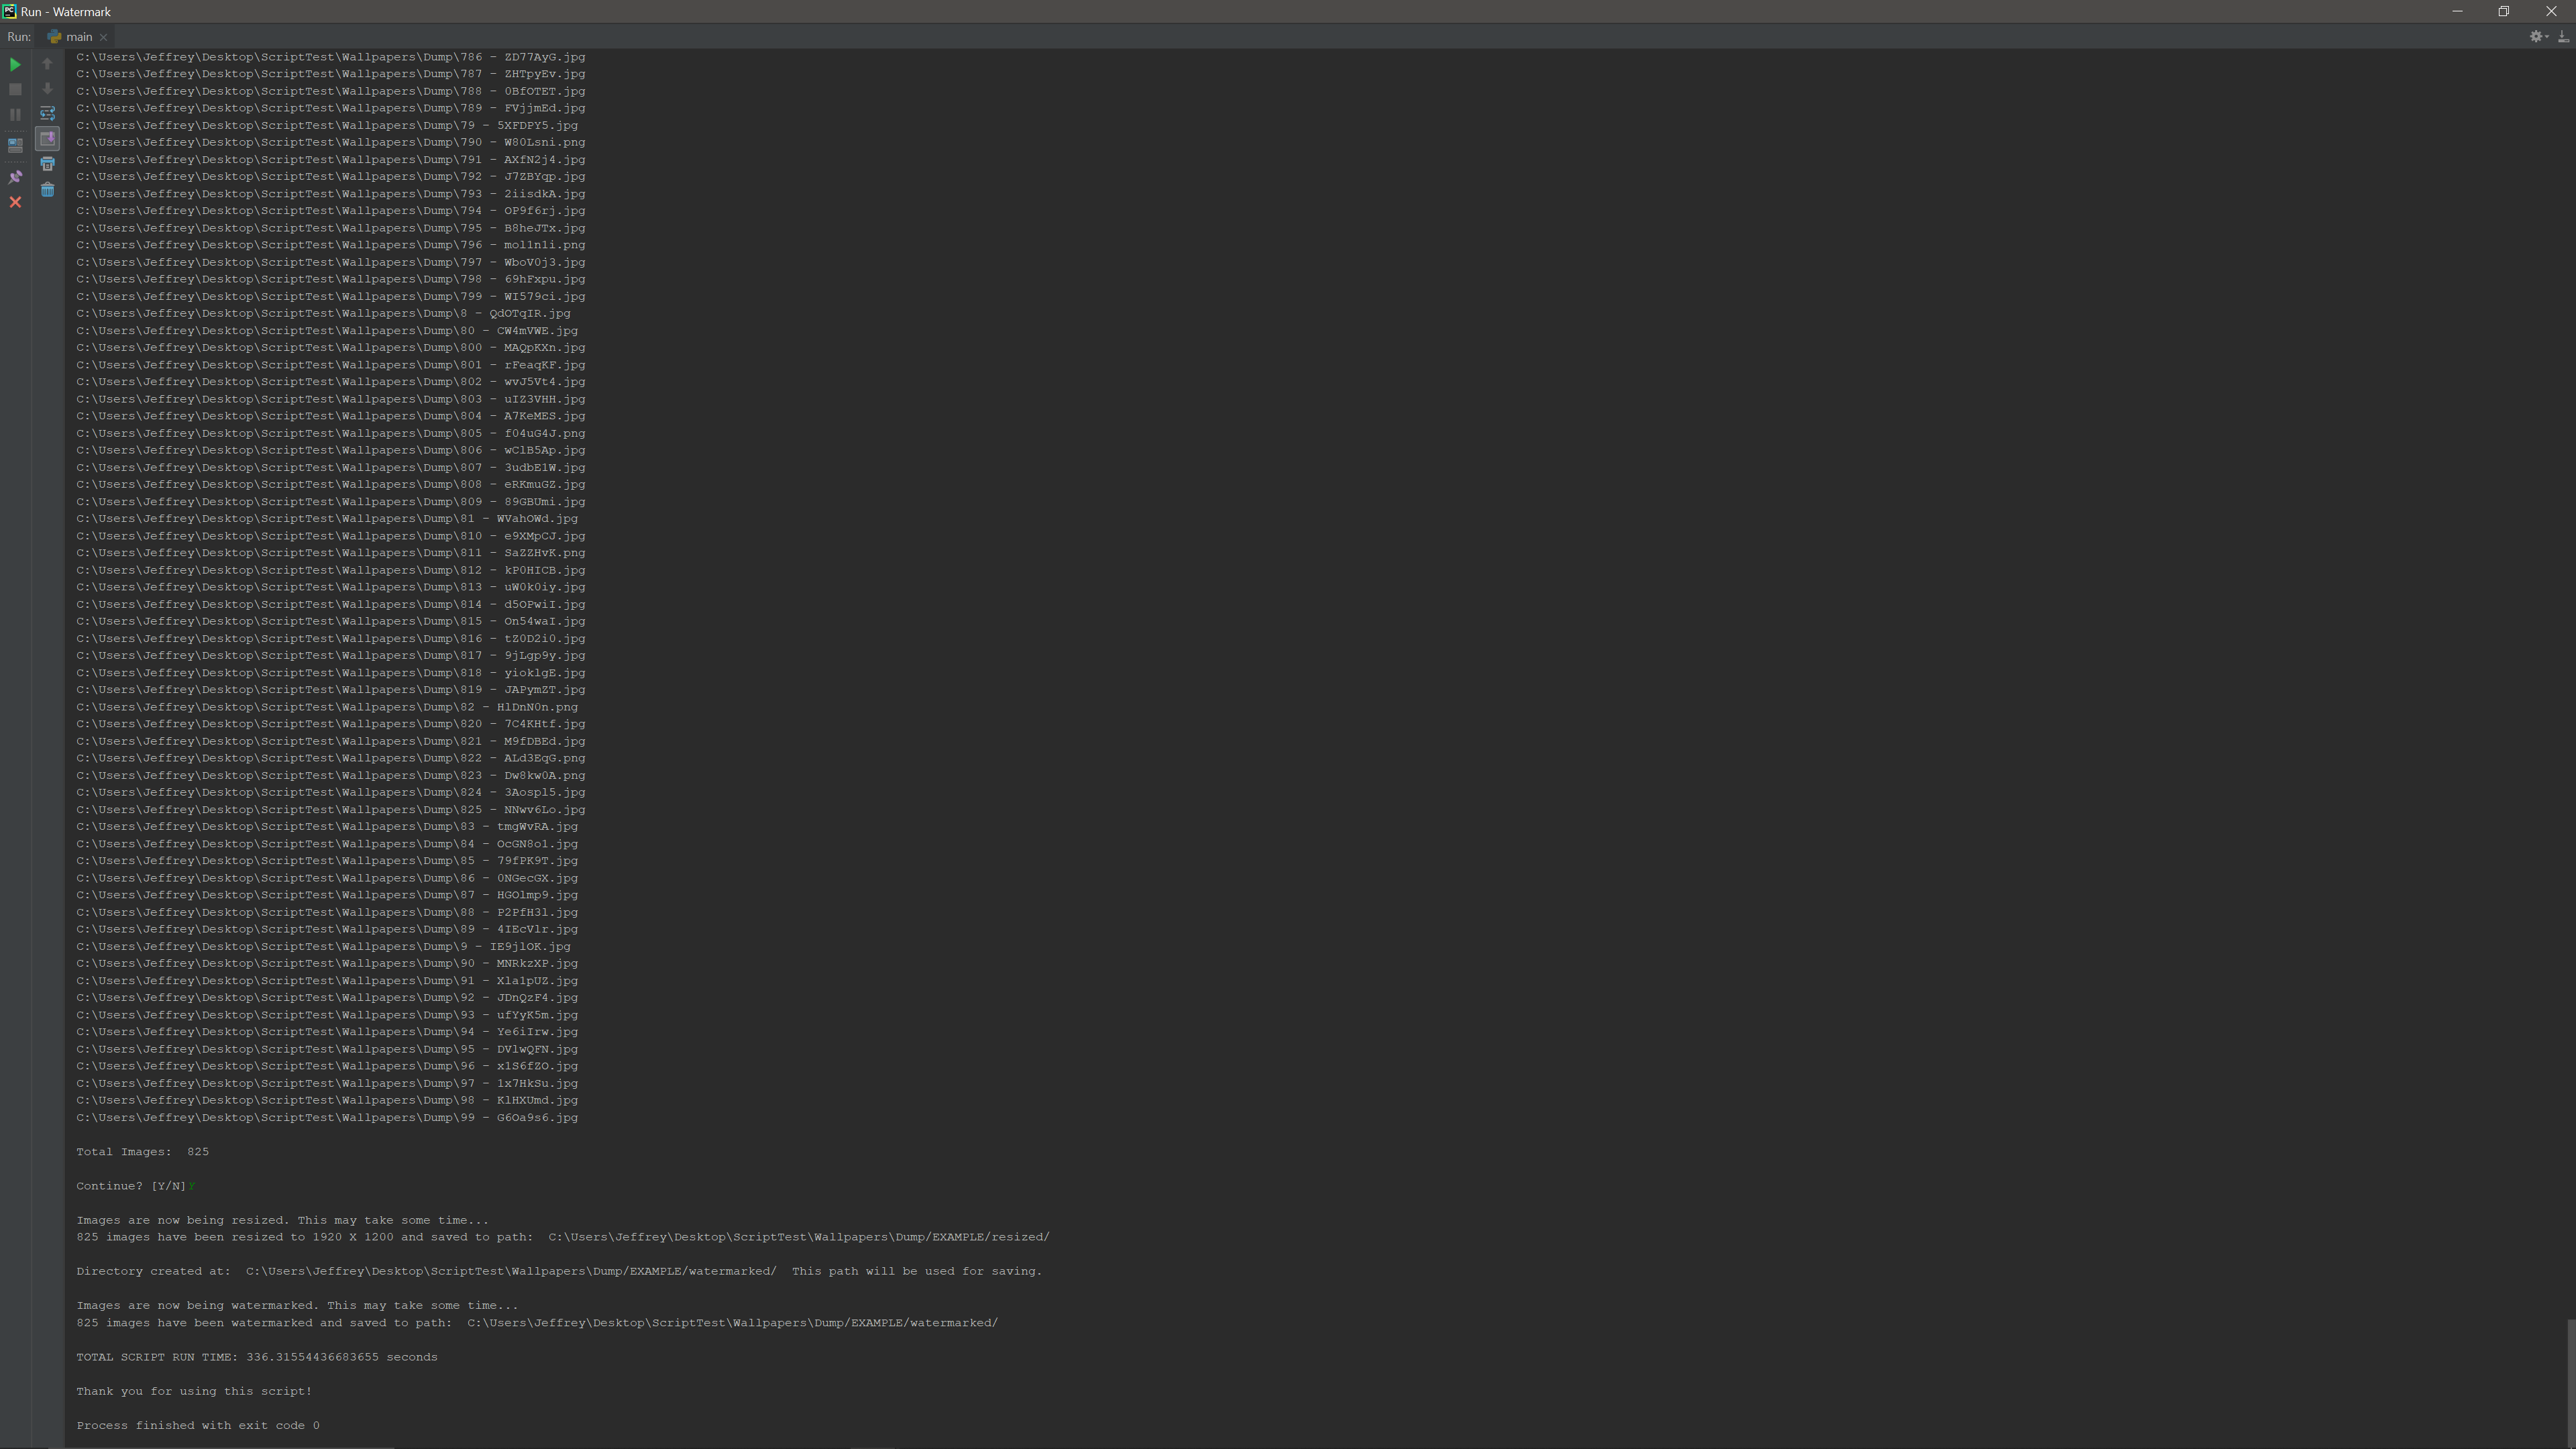 Run - Watermark
Run: main
C:\Users\Jeffrey\Desktop\ScriptTest\Wallpapers\Dump\786 - ZD77AyG.jpg
C:\Users\Jeffrey\Desktop\ScriptTest\Wallpapers\Dump\787 - ZHTpyEv.jpg
C:\Users\Jeffrey\Desktop\ScriptTest\Wallpapers\Dump\788 - 0BfOTET.jpg
C:\Users\Jeffrey\Desktop\ScriptTest\Wallpapers\Dump\789 - FVjjmEd.jpg
C:\Users\Jeffrey\Desktop\ScriptTest\Wallpapers\Dump\79 - 5XFDPY5.jpg
C:\Users\Jeffrey\Desktop\ScriptTest\Wallpapers\Dump\790 - W80Lsni.png
C:\Users\Jeffrey\Desktop\ScriptTest\Wallpapers\Dump\791 - AXfN2j4.jpg
C:\Users\Jeffrey\Desktop\ScriptTest\Wallpapers\Dump\792 - J7ZBYqp.jpg
C:\Users\Jeffrey\Desktop\ScriptTest\Wallpapers\Dump\793 - 2iisdkA.jpg
C:\Users\Jeffrey\Desktop\ScriptTest\Wallpapers\Dump\794 - OP9f6rj.jpg
C:\Users\Jeffrey\Desktop\ScriptTest\Wallpapers\Dump\795 - B8heJTx.jpg
C:\Users\Jeffrey\Desktop\ScriptTest\Wallpapers\Dump\796 - mol1n1i.png
C:\Users\Jeffrey\Desktop\ScriptTest\Wallpapers\Dump\797 - WboV0j3.jpg
C:\Users\Jeffrey\Desktop\ScriptTest\Wallpapers\Dump\798 - 69hFxpu.jpg
C:\Users\Jeffrey\Desktop\ScriptTest\Wallpapers\Dump\799 - WI579ci.jpg
C:\Users\Jeffrey\Desktop\ScriptTest\Wallpapers\Dump\8 - QdOTqIR.jpg
C:\Users\Jeffrey\Desktop\ScriptTest\Wallpapers\Dump\80 - CW4mVWE.jpg
C:\Users\Jeffrey\Desktop\ScriptTest\Wallpapers\Dump\800 - MAQpKXn.jpg
C:\Users\Jeffrey\Desktop\ScriptTest\Wallpapers\Dump\801 - rFeaqKF.jpg
C:\Users\Jeffrey\Desktop\ScriptTest\Wallpapers\Dump\802 - wvJ5Vt4.jpg
C:\Users\Jeffrey\Desktop\ScriptTest\Wallpapers\Dump\803 - uIZ3VHH.jpg
C:\Users\Jeffrey\Desktop\ScriptTest\Wallpapers\Dump\804 - A7KeMES.jpg
C:\Users\Jeffrey\Desktop\ScriptTest\Wallpapers\Dump\805 - f04uG4J.png
C:\Users\Jeffrey\Desktop\ScriptTest\Wallpapers\Dump\806 - wClB5Ap.jpg
C:\Users\Jeffrey\Desktop\ScriptTest\Wallpapers\Dump\807 - 3udbE1W.jpg
C:\Users\Jeffrey\Desktop\ScriptTest\Wallpapers\Dump\808 - eRKmuGZ.jpg
C:\Users\Jeffrey\Desktop\ScriptTest\Wallpapers\Dump\809 - 89GBUmi.jpg
C:\Users\Jeffrey\Desktop\ScriptTest\Wallpapers\Dump\81 - WVahOWd.jpg
C:\Users\Jeffrey\Desktop\ScriptTest\Wallpapers\Dump\810 - e9XMpCJ.jpg
C:\Users\Jeffrey\Desktop\ScriptTest\Wallpapers\Dump\811 - SaZZHvK.png
C:\Users\Jeffrey\Desktop\ScriptTest\Wallpapers\Dump\812 - kP0HICB.jpg
C:\Users\Jeffrey\Desktop\ScriptTest\Wallpapers\Dump\813 - uW0k0iy.jpg
C:\Users\Jeffrey\Desktop\ScriptTest\Wallpapers\Dump\814 - d5OPwiI.jpg
C:\Users\Jeffrey\Desktop\ScriptTest\Wallpapers\Dump\815 - On54waI.jpg
C:\Users\Jeffrey\Desktop\ScriptTest\Wallpapers\Dump\816 - tZ0D2i0.jpg
C:\Users\Jeffrey\Desktop\ScriptTest\Wallpapers\Dump\817 - 9jLgp9y.jpg
C:\Users\Jeffrey\Desktop\ScriptTest\Wallpapers\Dump\818 - yioklgE.jpg
C:\Users\Jeffrey\Desktop\ScriptTest\Wallpapers\Dump\819 - JAPymZT.jpg
C:\Users\Jeffrey\Desktop\ScriptTest\Wallpapers\Dump\82 - HlDnN0n.png
C:\Users\Jeffrey\Desktop\ScriptTest\Wallpapers\Dump\820 - 7C4KHtf.jpg
C:\Users\Jeffrey\Desktop\ScriptTest\Wallpapers\Dump\821 - M9fDBEd.jpg
C:\Users\Jeffrey\Desktop\ScriptTest\Wallpapers\Dump\822 - ALd3EqG.png
C:\Users\Jeffrey\Desktop\ScriptTest\Wallpapers\Dump\823 - Dw8kw0A.png
C:\Users\Jeffrey\Desktop\ScriptTest\Wallpapers\Dump\824 - 3Aospl5.jpg
C:\Users\Jeffrey\Desktop\ScriptTest\Wallpapers\Dump\825 - NNwv6Lo.jpg
C:\Users\Jeffrey\Desktop\ScriptTest\Wallpapers\Dump\83 - tmgWvRA.jpg
C:\Users\Jeffrey\Desktop\ScriptTest\Wallpapers\Dump\84 - OcGN8o1.jpg
C:\Users\Jeffrey\Desktop\ScriptTest\Wallpapers\Dump\85 - 79fPK9T.jpg
C:\Users\Jeffrey\Desktop\ScriptTest\Wallpapers\Dump\86 - 0NGecGX.jpg
C:\Users\Jeffrey\Desktop\ScriptTest\Wallpapers\Dump\87 - HGOlmp9.jpg
C:\Users\Jeffrey\Desktop\ScriptTest\Wallpapers\Dump\88 - P2PfH3l.jpg
C:\Users\Jeffrey\Desktop\ScriptTest\Wallpapers\Dump\89 - 4IEcVlr.jpg
C:\Users\Jeffrey\Desktop\ScriptTest\Wallpapers\Dump\9 - IE9jlOK.jpg
C:\Users\Jeffrey\Desktop\ScriptTest\Wallpapers\Dump\90 - MNRkzXP.jpg
C:\Users\Jeffrey\Desktop\ScriptTest\Wallpapers\Dump\91 - Xla1pUZ.jpg
C:\Users\Jeffrey\Desktop\ScriptTest\Wallpapers\Dump\92 - JDnQzF4.jpg
C:\Users\Jeffrey\Desktop\ScriptTest\Wallpapers\Dump\93 - ufYyK5m.jpg
C:\Users\Jeffrey\Desktop\ScriptTest\Wallpapers\Dump\94 - Ye6iIrw.jpg
C:\Users\Jeffrey\Desktop\ScriptTest\Wallpapers\Dump\95 - DVlwQFN.jpg
C:\Users\Jeffrey\Desktop\ScriptTest\Wallpapers\Dump\96 - x1S6fZO.jpg
C:\Users\Jeffrey\Desktop\ScriptTest\Wallpapers\Dump\97 - 1x7HkSu.jpg
C:\Users\Jeffrey\Desktop\ScriptTest\Wallpapers\Dump\98 - KlHXUmd.jpg
C:\Users\Jeffrey\Desktop\ScriptTest\Wallpapers\Dump\99 - G6Oa9s6.jpg
Total Images:  825
Continue? [Y/N]Y
Images are now being resized. This may take some time...
825 images have been resized to 1920 X 1200 and saved to path:  C:\Users\Jeffrey\Desktop\ScriptTest\Wallpapers\Dump/EXAMPLE/resized/
Directory created at:  C:\Users\Jeffrey\Desktop\ScriptTest\Wallpapers\Dump/EXAMPLE/watermarked/  This path will be used for saving.
Images are now being watermarked. This may take some time...
825 images have been watermarked and saved to path:  C:\Users\Jeffrey\Desktop\ScriptTest\Wallpapers\Dump/EXAMPLE/watermarked/
TOTAL SCRIPT RUN TIME: 336.31554436683655 seconds
Thank you for using this script!
Process finished with exit code 0